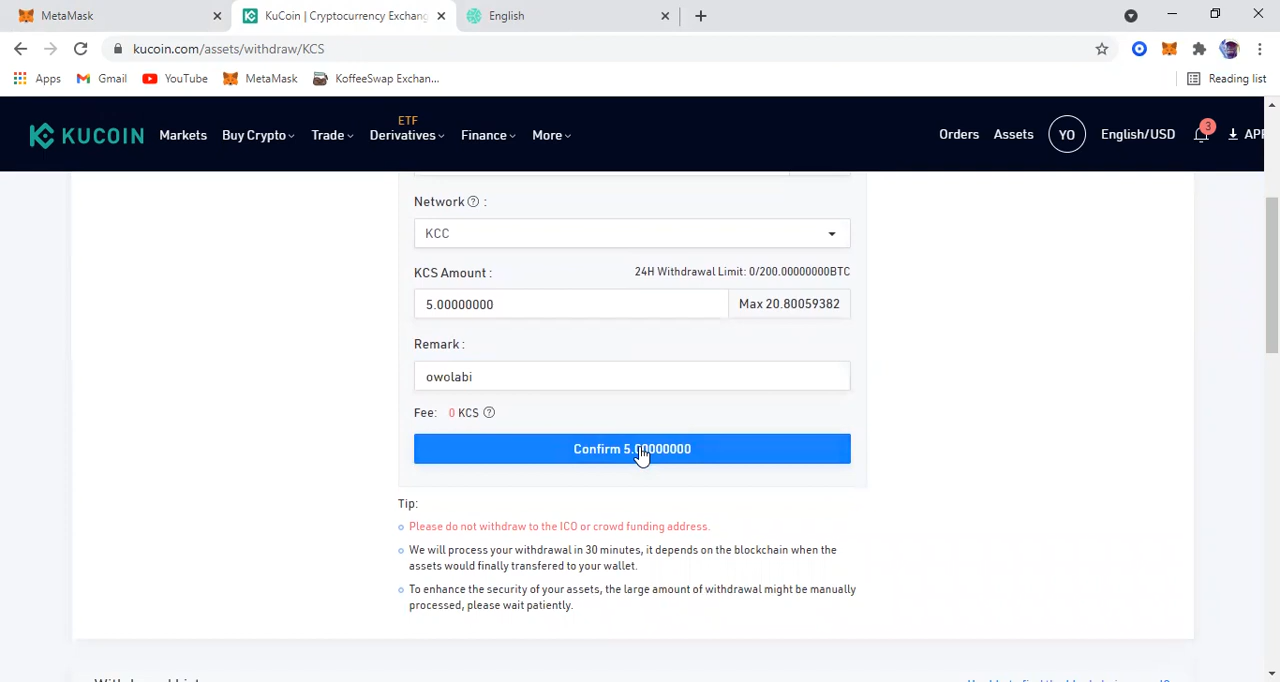 MetaMask
KuCoin | Cryptocurrency Exchang
English
kucoin.com/assets/withdraw/KCS
Apps
Gmail
YouTube
MetaMask
KoffeeSwap Exchan...
Reading list
KUCOIN
Markets
Buy Crypto
Trade
ETF
Derivatives
Finance
More
Orders
Assets
YO
English/USD
3
APP
Network ? :
KCC
KCS Amount :
24H Withdrawal Limit: 0/200.00000000BTC
5.00000000
Max 20.80059382
Remark :
owolabi
Fee: 0 KCS ?
Confirm 5.00000000
Tip:
Please do not withdraw to the ICO or crowd funding address.
We will process your withdrawal in 30 minutes, it depends on the blockchain when the
assets would finally transfered to your wallet.
To enhance the security of your assets, the large amount of withdrawal might be manually
processed, please wait patiently.